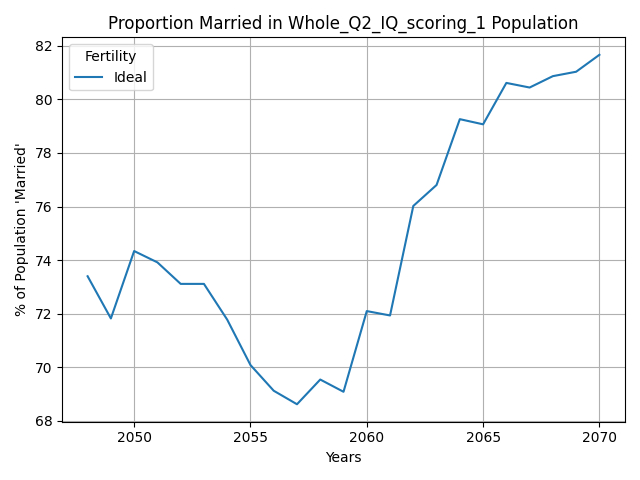 Proportion Married in Whole_Q2_IQ_scoring_1 Population
Fertility
Ideal
% of Population 'Married'
82
80
78
76
74
72
70
68
2050
2055
2060
2065
2070
Years